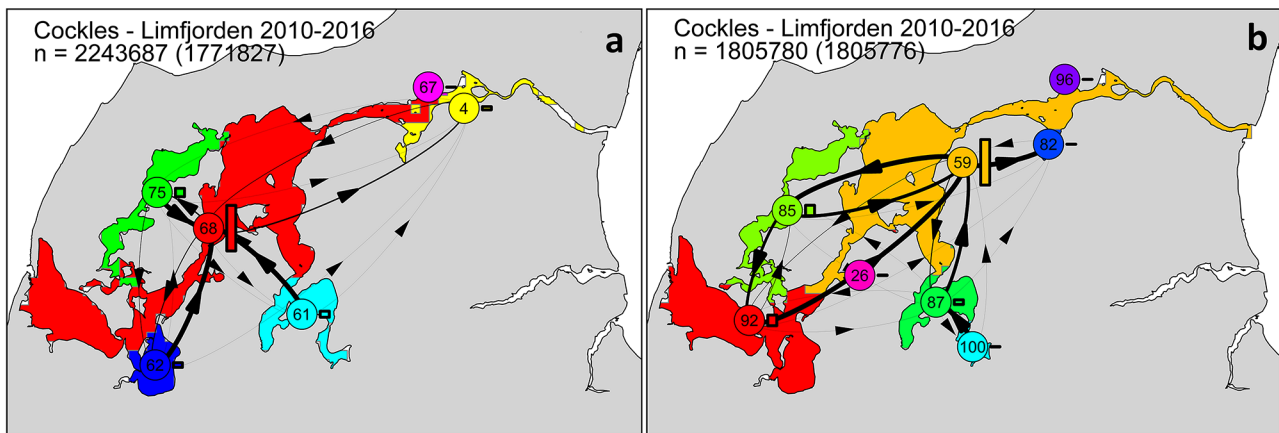 Cockles - Limfjorden 2010-2016
n = 2243687 (1771827)
a
67
4
75
68
61
62
Cockles - Limfjorden 2010-2016
n = 1805780 (1805776)
b
96
82
59
85
26
87
92
100